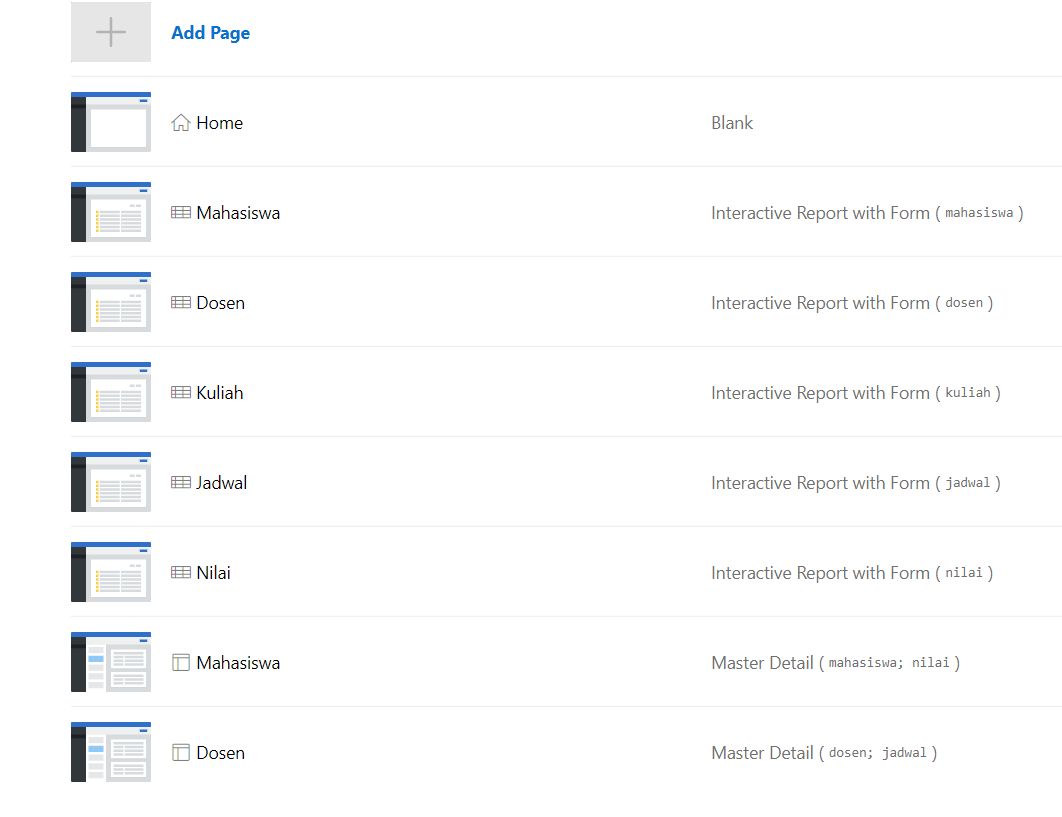 Add Page
Home Blank
Mahasiswa Interactive Report with Form ( mahasiswa )
Dosen Interactive Report with Form ( dosen )
Kuliah Interactive Report with Form ( kuliah )
Jadwal Interactive Report with Form ( jadwal )
Nilai Interactive Report with Form ( nilai )
Mahasiswa Master Detail ( mahasiswa; nilai )
Dosen Master Detail ( dosen; jadwal )